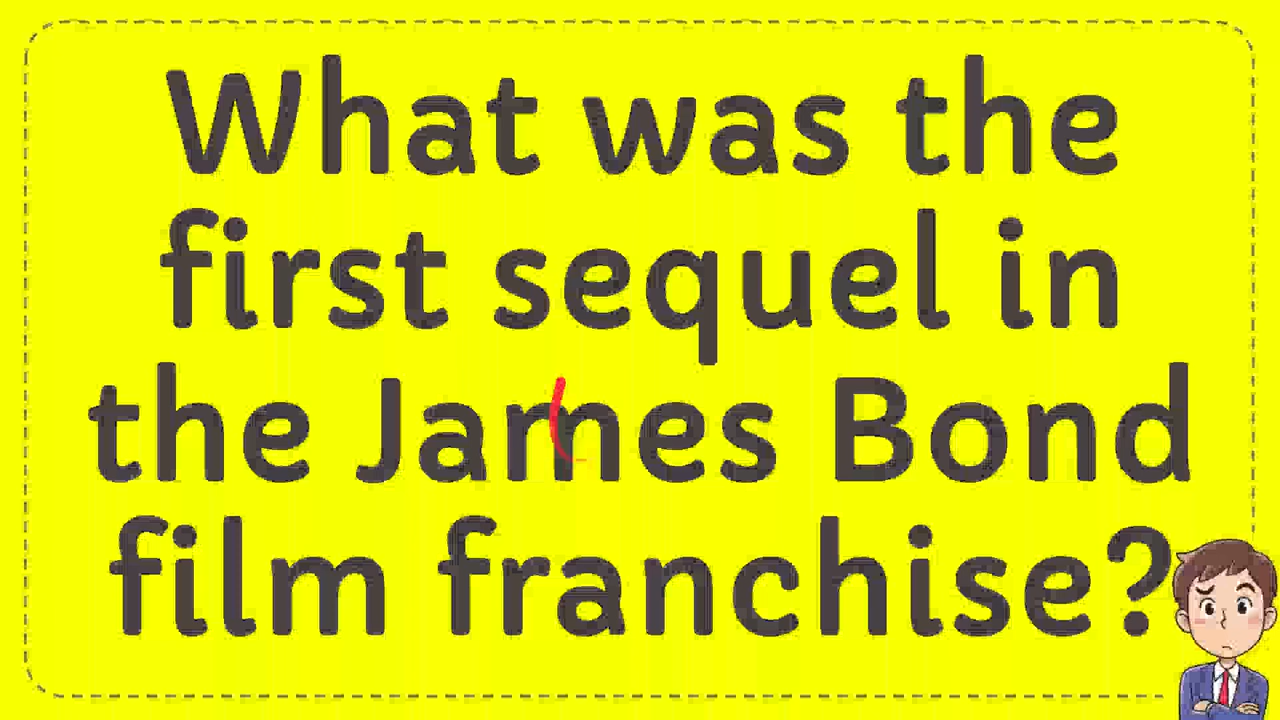 What was the
first sequel in
the James Bond
film franchise?